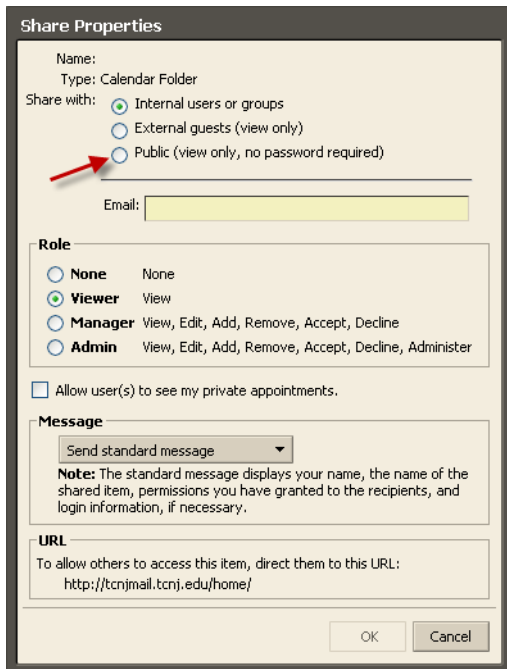 Share Properties
Name:
Type: Calendar Folder
Share with: Internal users or groups
External guests (view only)
Public (view only, no password required)
Email:
Role
None None
Viewer View
Manager View, Edit, Add, Remove, Accept, Decline
Admin View, Edit, Add, Remove, Accept, Decline, Administer
Allow user(s) to see my private appointments.
Message
Send standard message
Note: The standard message displays your name, the name of the
shared item, permissions you have granted to the recipients, and
login information, if necessary.
URL
To allow others to access this item, direct them to this URL:
http://tcnjmail.tcnj.edu/home/
OK Cancel